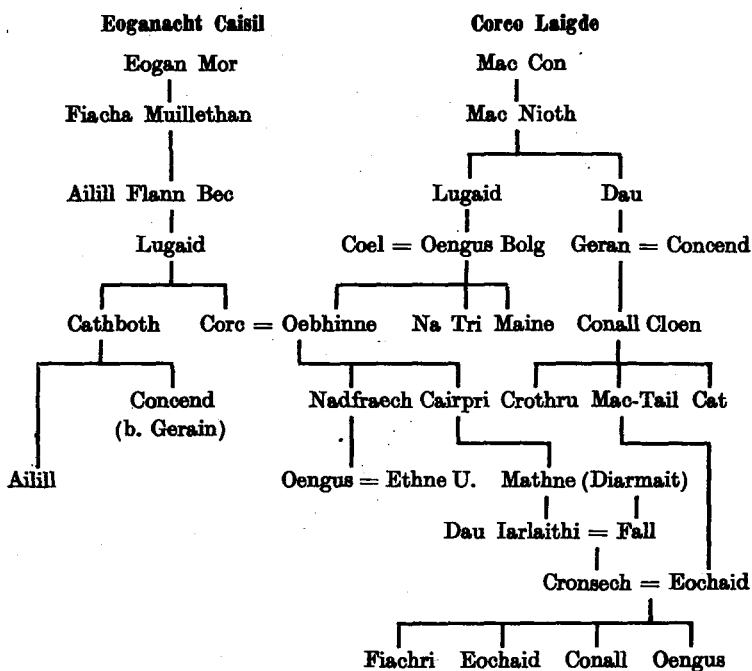 Eoganacht Caisil Corco Laigde
Eogan Mor Mac Con
Fiacha Muillethan Mac Nioth
Ailill Flann Bec Lugaid Dau
Lugaid Coel = Oengus Bolg Geran = Concend
Cathboth Corc = Oebhinne Na Tri Maine Conall Cloen
Concend Nadfraech Cairpri Crothru Mac-Tail Cat
(b. Gerain)
Ailill Oengus = Ethne U. Mathne (Diarmait)
Dau Iarlaithi = Fall
Cronsech = Eochaid
Fiachri Eochaid Conall Oengus